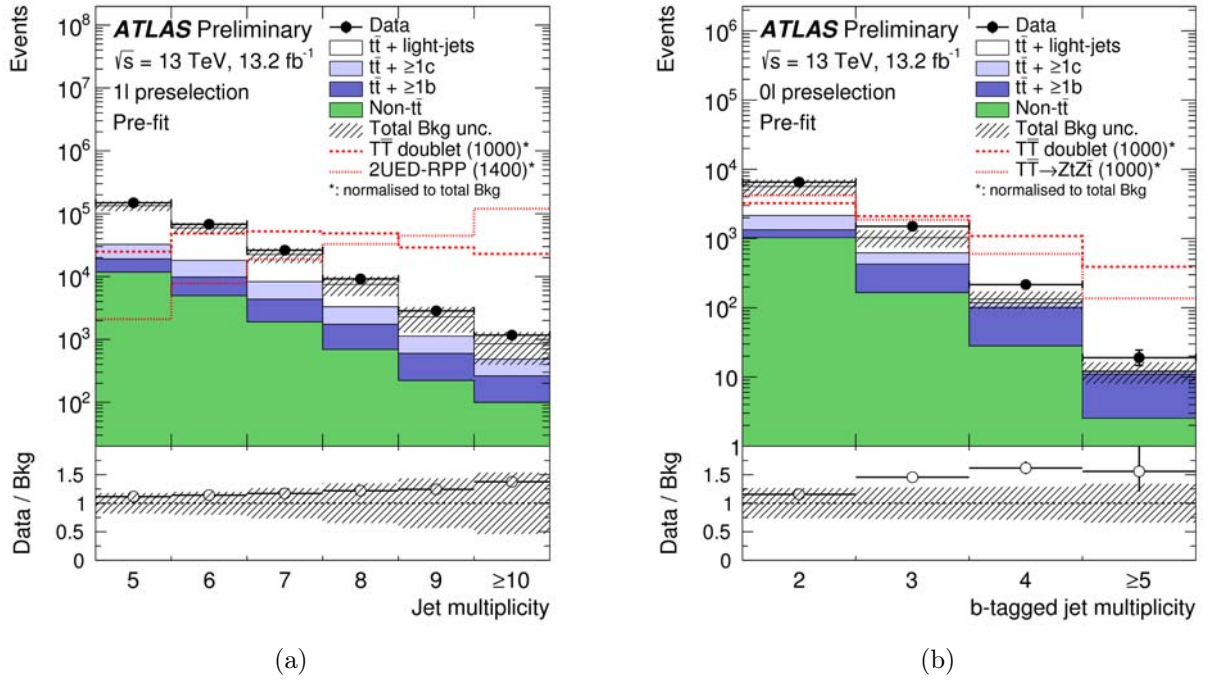 Events
10⁸
10⁷
10⁶
10⁵
10⁴
10³
10²
ATLAS Preliminary
√s = 13 TeV, 13.2 fb⁻¹
1l preselection
Pre-fit
Data
tt̄ + light-jets
tt̄ + ≥1c
tt̄ + ≥1b
Non-tt̄
Total Bkg unc.
TT̄ doublet (1000)*
2UED-RPP (1400)*
*: normalised to total Bkg
Data / Bkg
1.5
1
0.5
0
5 6 7 8 9 ≥10
Jet multiplicity
(a)
Events
10⁶
10⁵
10⁴
10³
10²
10
1
ATLAS Preliminary
√s = 13 TeV, 13.2 fb⁻¹
0l preselection
Pre-fit
Data
tt̄ + light-jets
tt̄ + ≥1c
tt̄ + ≥1b
Non-tt̄
Total Bkg unc.
TT̄ doublet (1000)*
TT̄→ZtZt̄ (1000)*
*: normalised to total Bkg
Data / Bkg
1.5
1
0.5
0
2 3 4 ≥5
b-tagged jet multiplicity
(b)